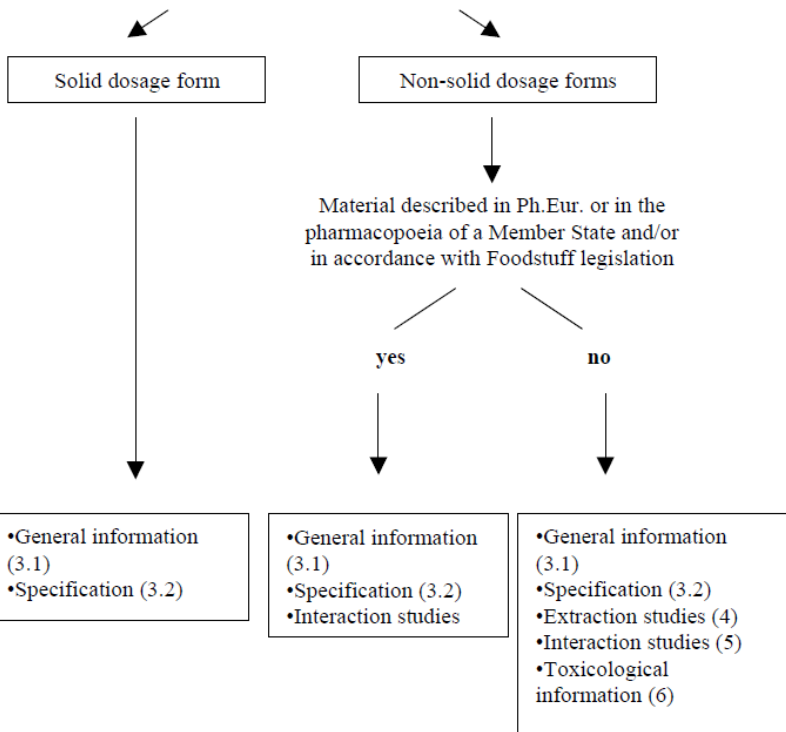 Solid dosage form
Non-solid dosage forms
Material described in Ph.Eur. or in the
pharmacopoeia of a Member State and/or
in accordance with Foodstuff legislation
yes
no
•General information
(3.1)
•Specification (3.2)
•General information
(3.1)
•Specification (3.2)
•Interaction studies
•General information
(3.1)
•Specification (3.2)
•Extraction studies (4)
•Interaction studies (5)
•Toxicological
information (6)